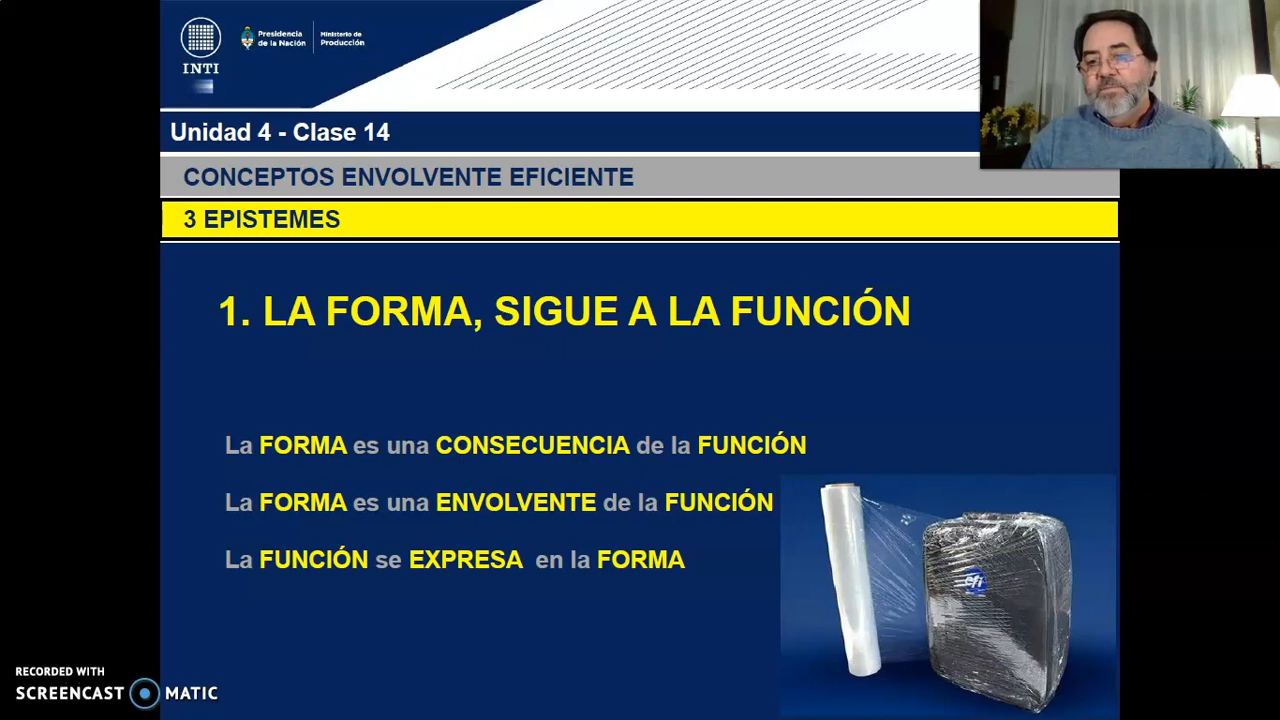 INTI
Presidencia
de la Nación
Ministerio de
Producción
Unidad 4 - Clase 14
CONCEPTOS ENVOLVENTE EFICIENTE
3 EPISTEMES
1. LA FORMA, SIGUE A LA FUNCIÓN
La FORMA es una CONSECUENCIA de la FUNCIÓN
La FORMA es una ENVOLVENTE de la FUNCIÓN
La FUNCIÓN se EXPRESA en la FORMA
efi
RECORDED WITH
SCREENCAST MATIC